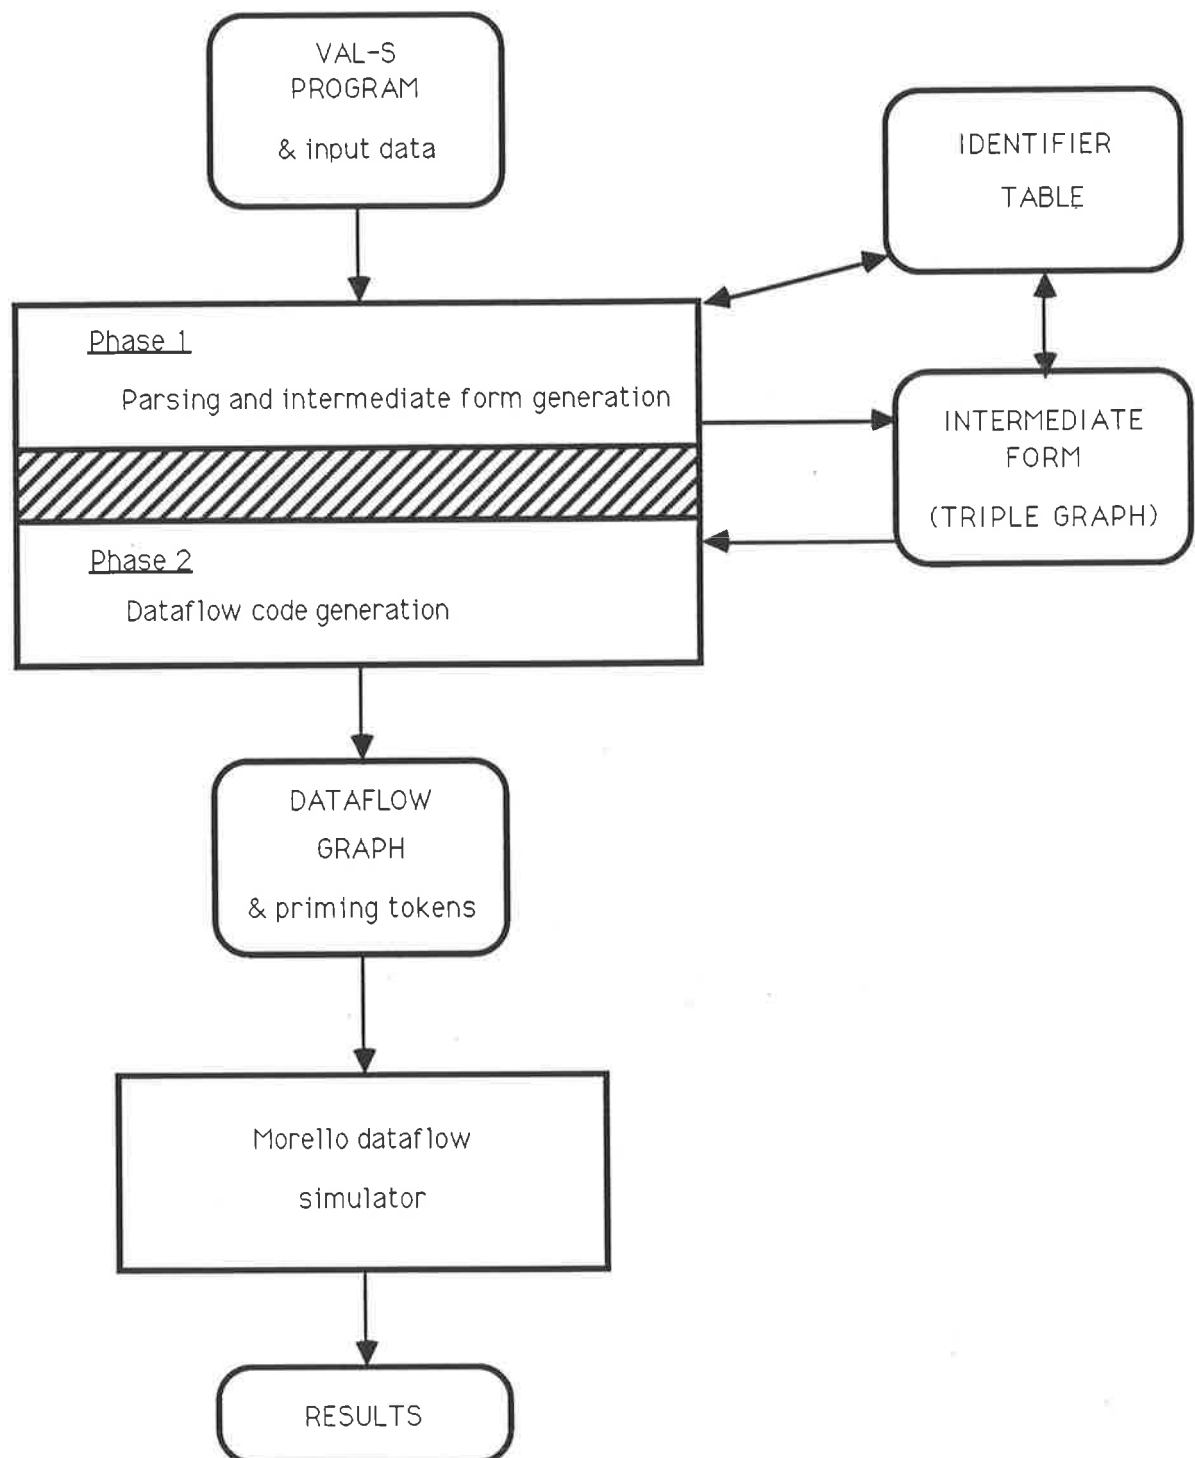 VAL-S
PROGRAM
& input data
IDENTIFIER
TABLE
Phase 1
Parsing and intermediate form generation
INTERMEDIATE
FORM
(TRIPLE GRAPH)
Phase 2
Dataflow code generation
DATAFLOW
GRAPH
& priming tokens
Morello dataflow
simulator
RESULTS